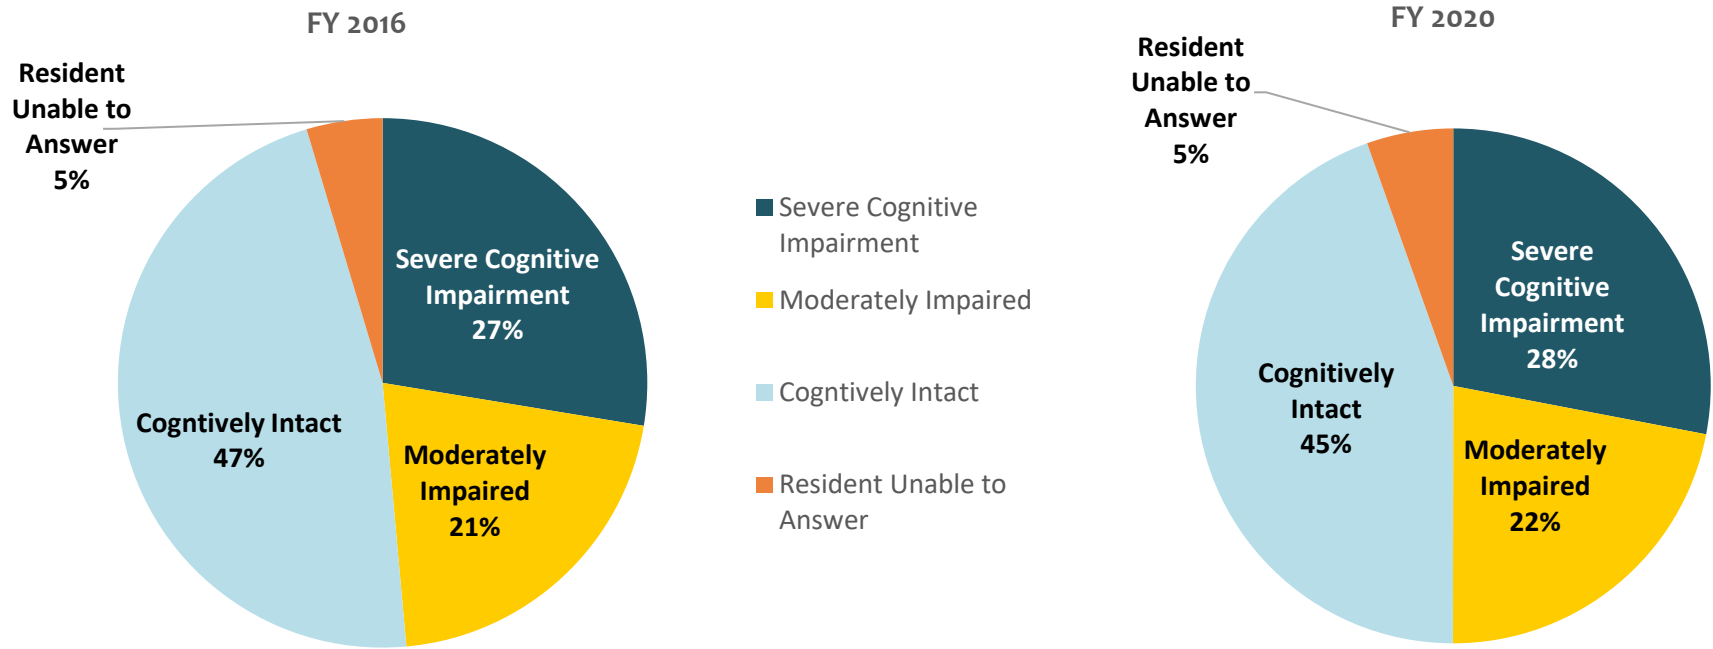 FY 2016
Resident
Unable to
Answer
5%
Severe Cognitive
Impairment
27%
Cogntively Intact
47%
Moderately
Impaired
21%
Severe Cognitive
Impairment
Moderately Impaired
Cogntively Intact
Resident Unable to
Answer
FY 2020
Resident
Unable to
Answer
5%
Severe
Cognitive
Impairment
28%
Cognitively
Intact
45%
Moderately
Impaired
22%